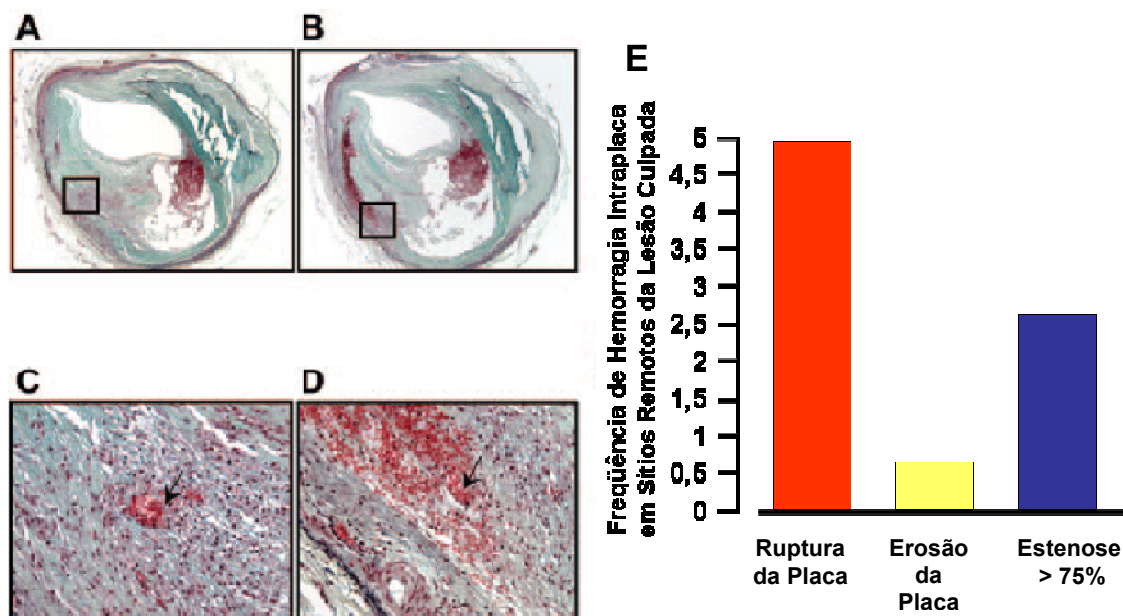 A
B
C
D
E
Freqüência de Hemorragia Intraplaca
em Sítios Remotos da Lesão Culpada
5
4,5
4
3,5
3
2,5
2
1,5
1
0,5
0
Ruptura
da Placa
Erosão
da
Placa
Estenose
> 75%